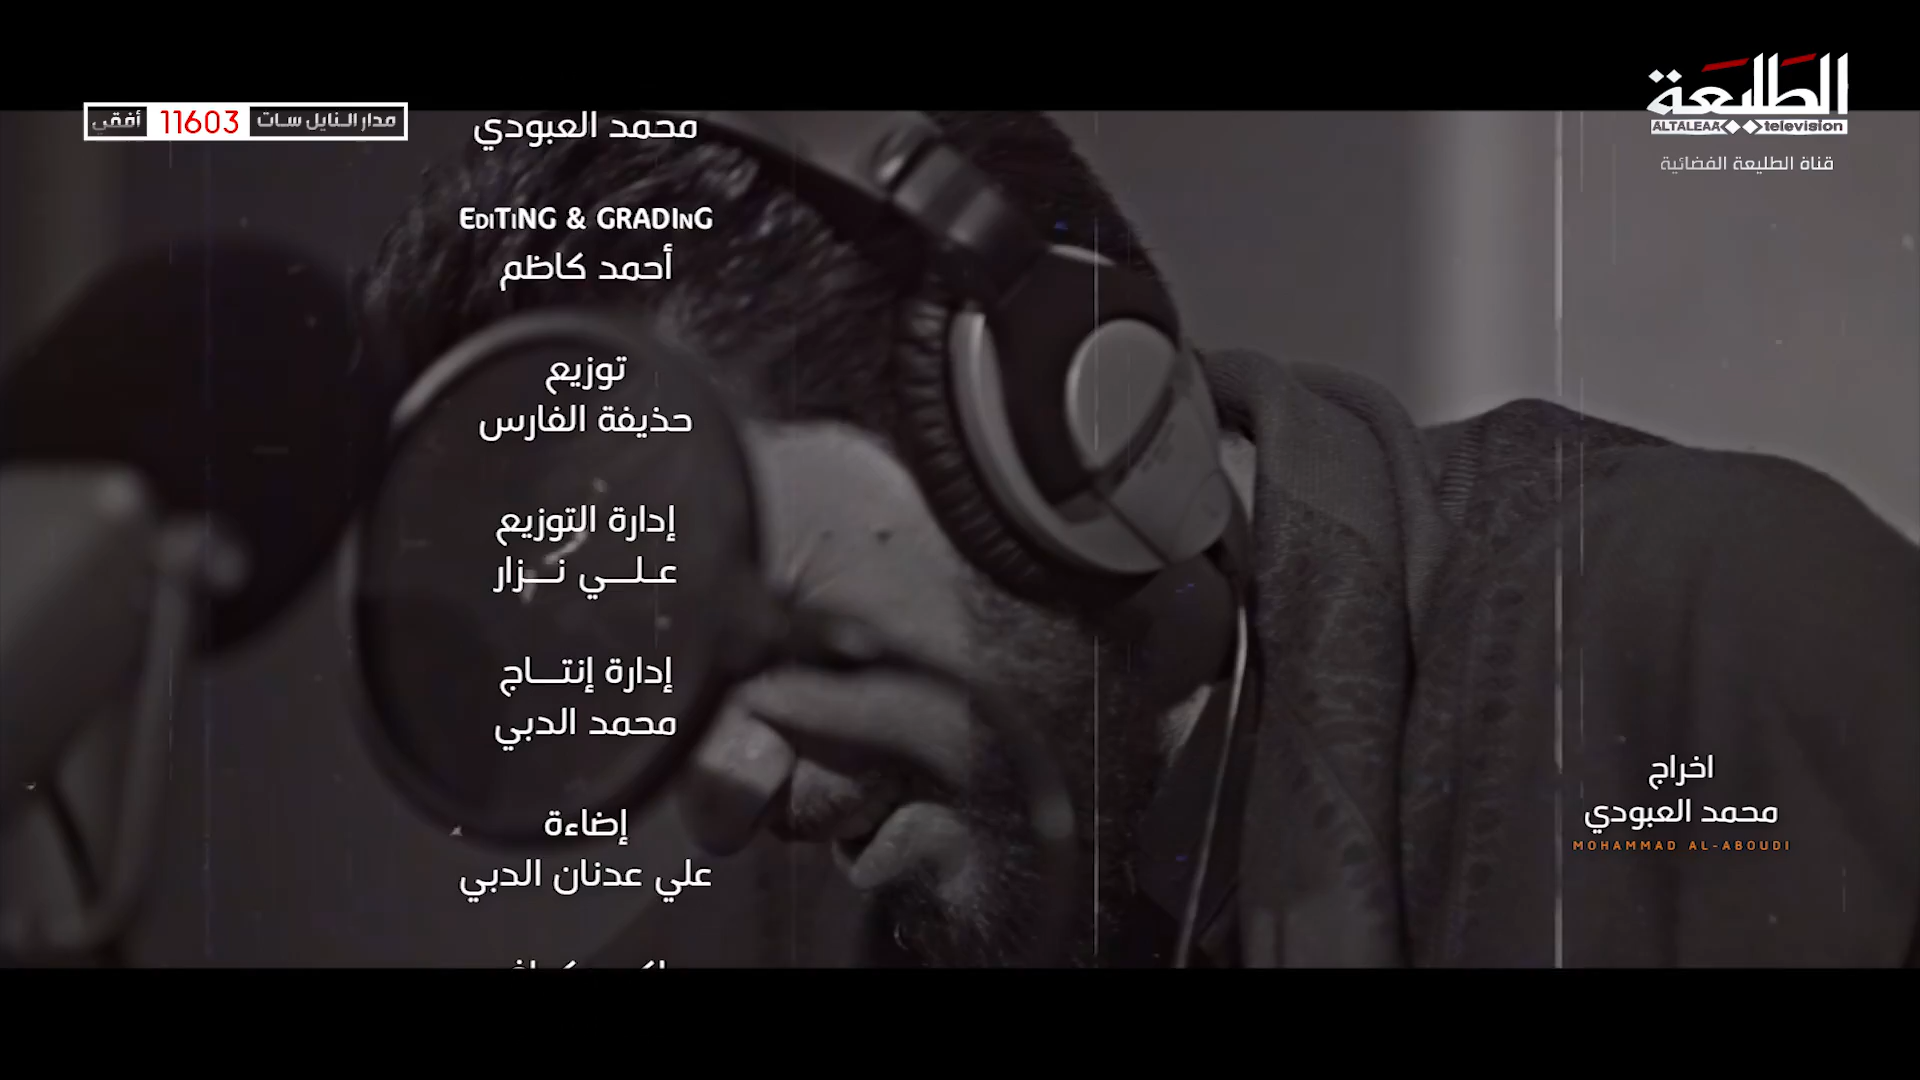 الطليعة
ALTALEAA television
قناة الطليعة الفضائية
مدار النايل سات 11603 أفقي
محمد العبودي
EDITING & GRADING
أحمد كاظم
توزيع
حذيفة الفارس
إدارة التوزيع
علـــي نـــزار
إدارة إنتـــاج
محمد الدبي
إضاءة
علي عدنان الدبي
اخراج
محمد العبودي
MOHAMMAD AL-ABOUDI